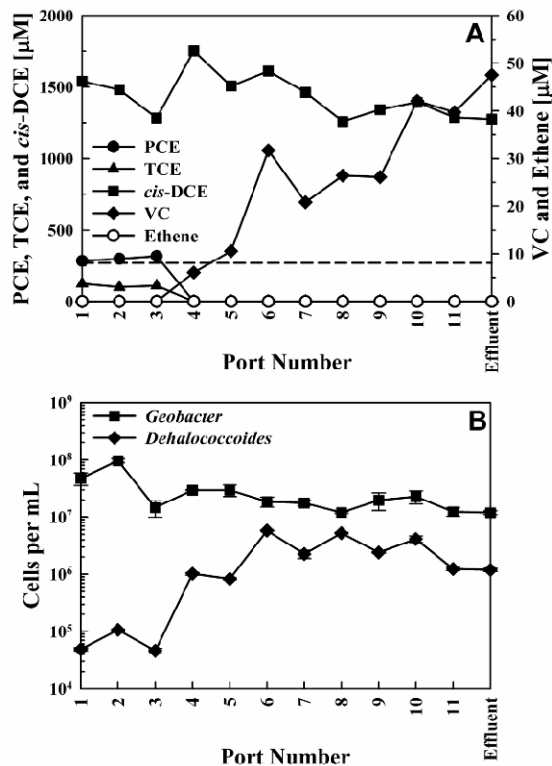 A
PCE, TCE, and cis-DCE [µM]
2000
1500
1000
500
0
PCE
TCE
cis-DCE
VC
Ethene
VC and Ethene [µM]
60
50
40
30
20
10
0
1 2 3 4 5 6 7 8 9 10 11 Effluent
Port Number
B
Geobacter
Dehalococcoides
Cells per mL
10⁹
10⁸
10⁷
10⁶
10⁵
10⁴
1 2 3 4 5 6 7 8 9 10 11 Effluent
Port Number